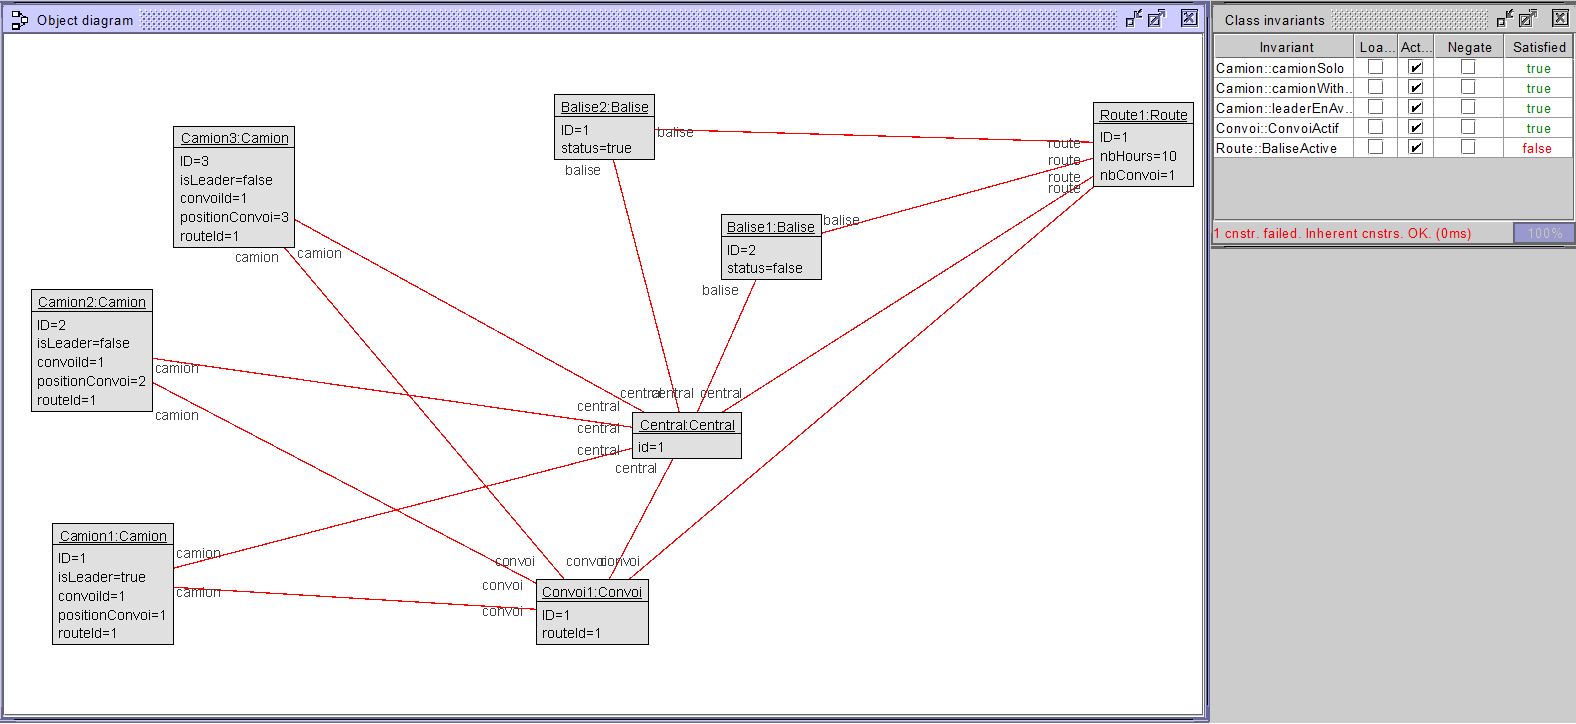 Object diagram
Balise2:Balise
ID=1
status=true
balise
balise
Route1:Route
ID=1
nbHours=10
nbConvoi=1
route
route
route
route
Camion3:Camion
ID=3
isLeader=false
convoiId=1
positionConvoi=3
routeId=1
camion
camion
Balise1:Balise
ID=2
status=false
balise
balise
Camion2:Camion
ID=2
isLeader=false
convoiId=1
positionConvoi=2
routeId=1
camion
camion
central
central
central
central
central
central
central
Central:Central
id=1
Camion1:Camion
ID=1
isLeader=true
convoiId=1
positionConvoi=1
routeId=1
camion
camion
convoi
convoi
convoi
convoi
convoi
Convoi1:Convoi
ID=1
routeId=1
Class invariants
Invariant Loa... Act... Negate Satisfied
Camion::camionSolo true
Camion::camionWith... true
Camion::leaderEnAv... true
Convoi::ConvoiActif true
Route::BaliseActive false
1 cnstr. failed. Inherent cnstrs. OK. (0ms) 100%